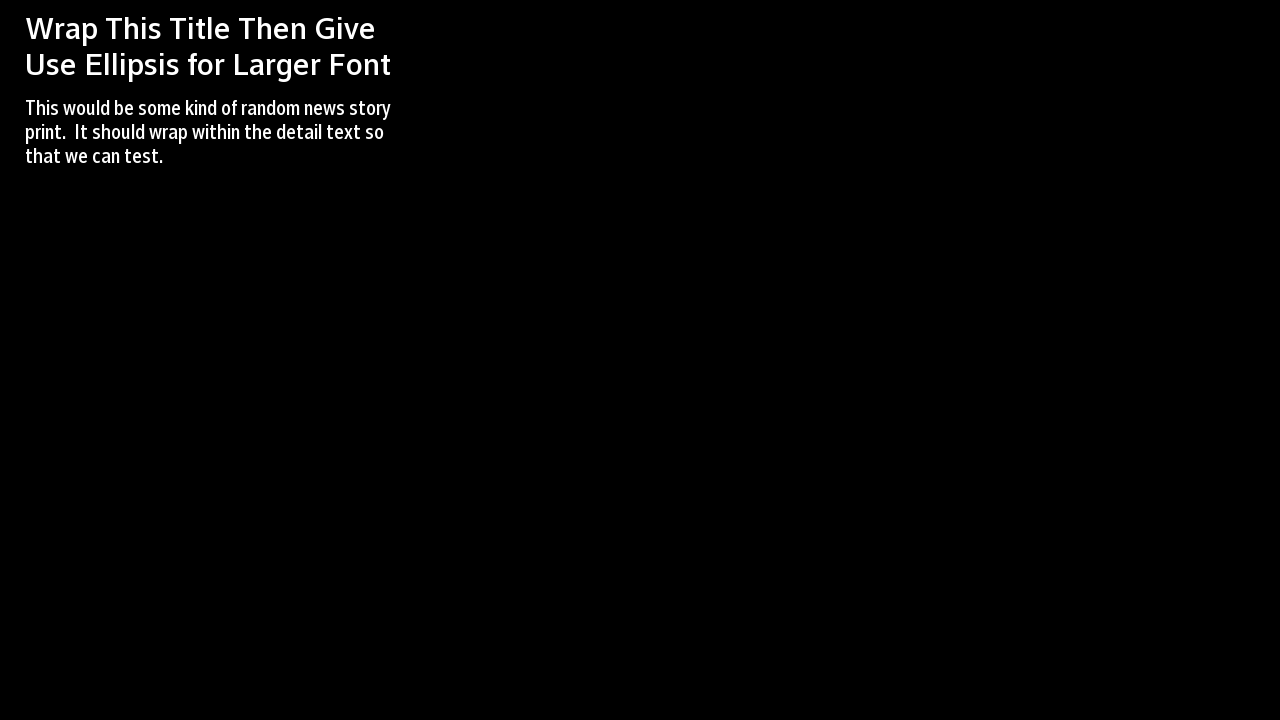 Wrap This Title Then Give
Use Ellipsis for Larger Font
This would be some kind of random news story
print.  It should wrap within the detail text so
that we can test.